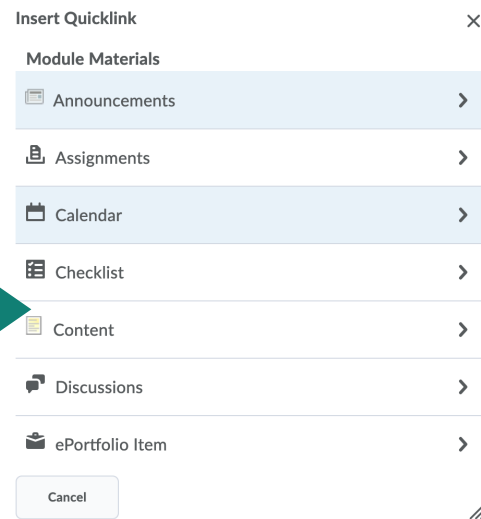 Insert Quicklink
Module Materials
Announcements
Assignments
Calendar
Checklist
Content
Discussions
ePortfolio Item
Cancel